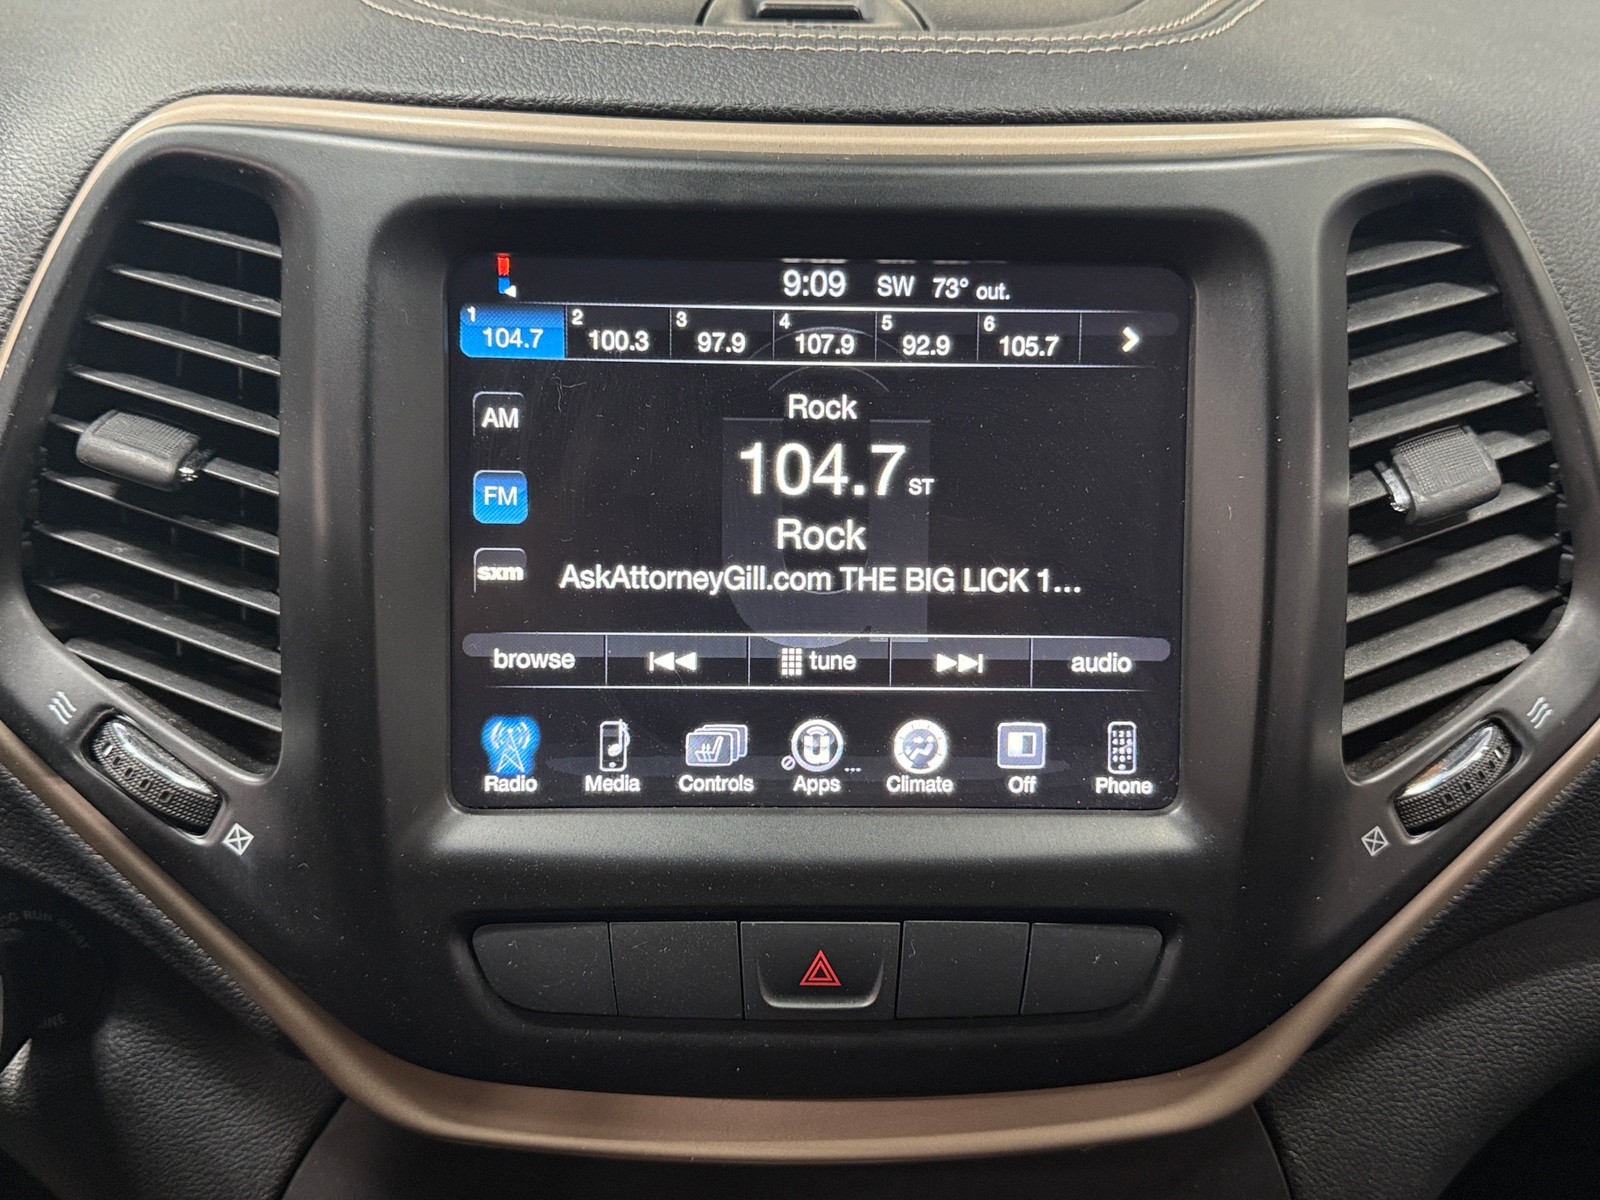 9:09 SW 73° out.
1 104.7 2 100.3 3 97.9 4 107.9 5 92.9 6 105.7
AM
Rock
104.7 ST
FM
Rock
sxm
AskAttorneyGill.com THE BIG LICK 1...
browse tune audio
Radio Media Controls Apps ... Climate Off Phone
RUN